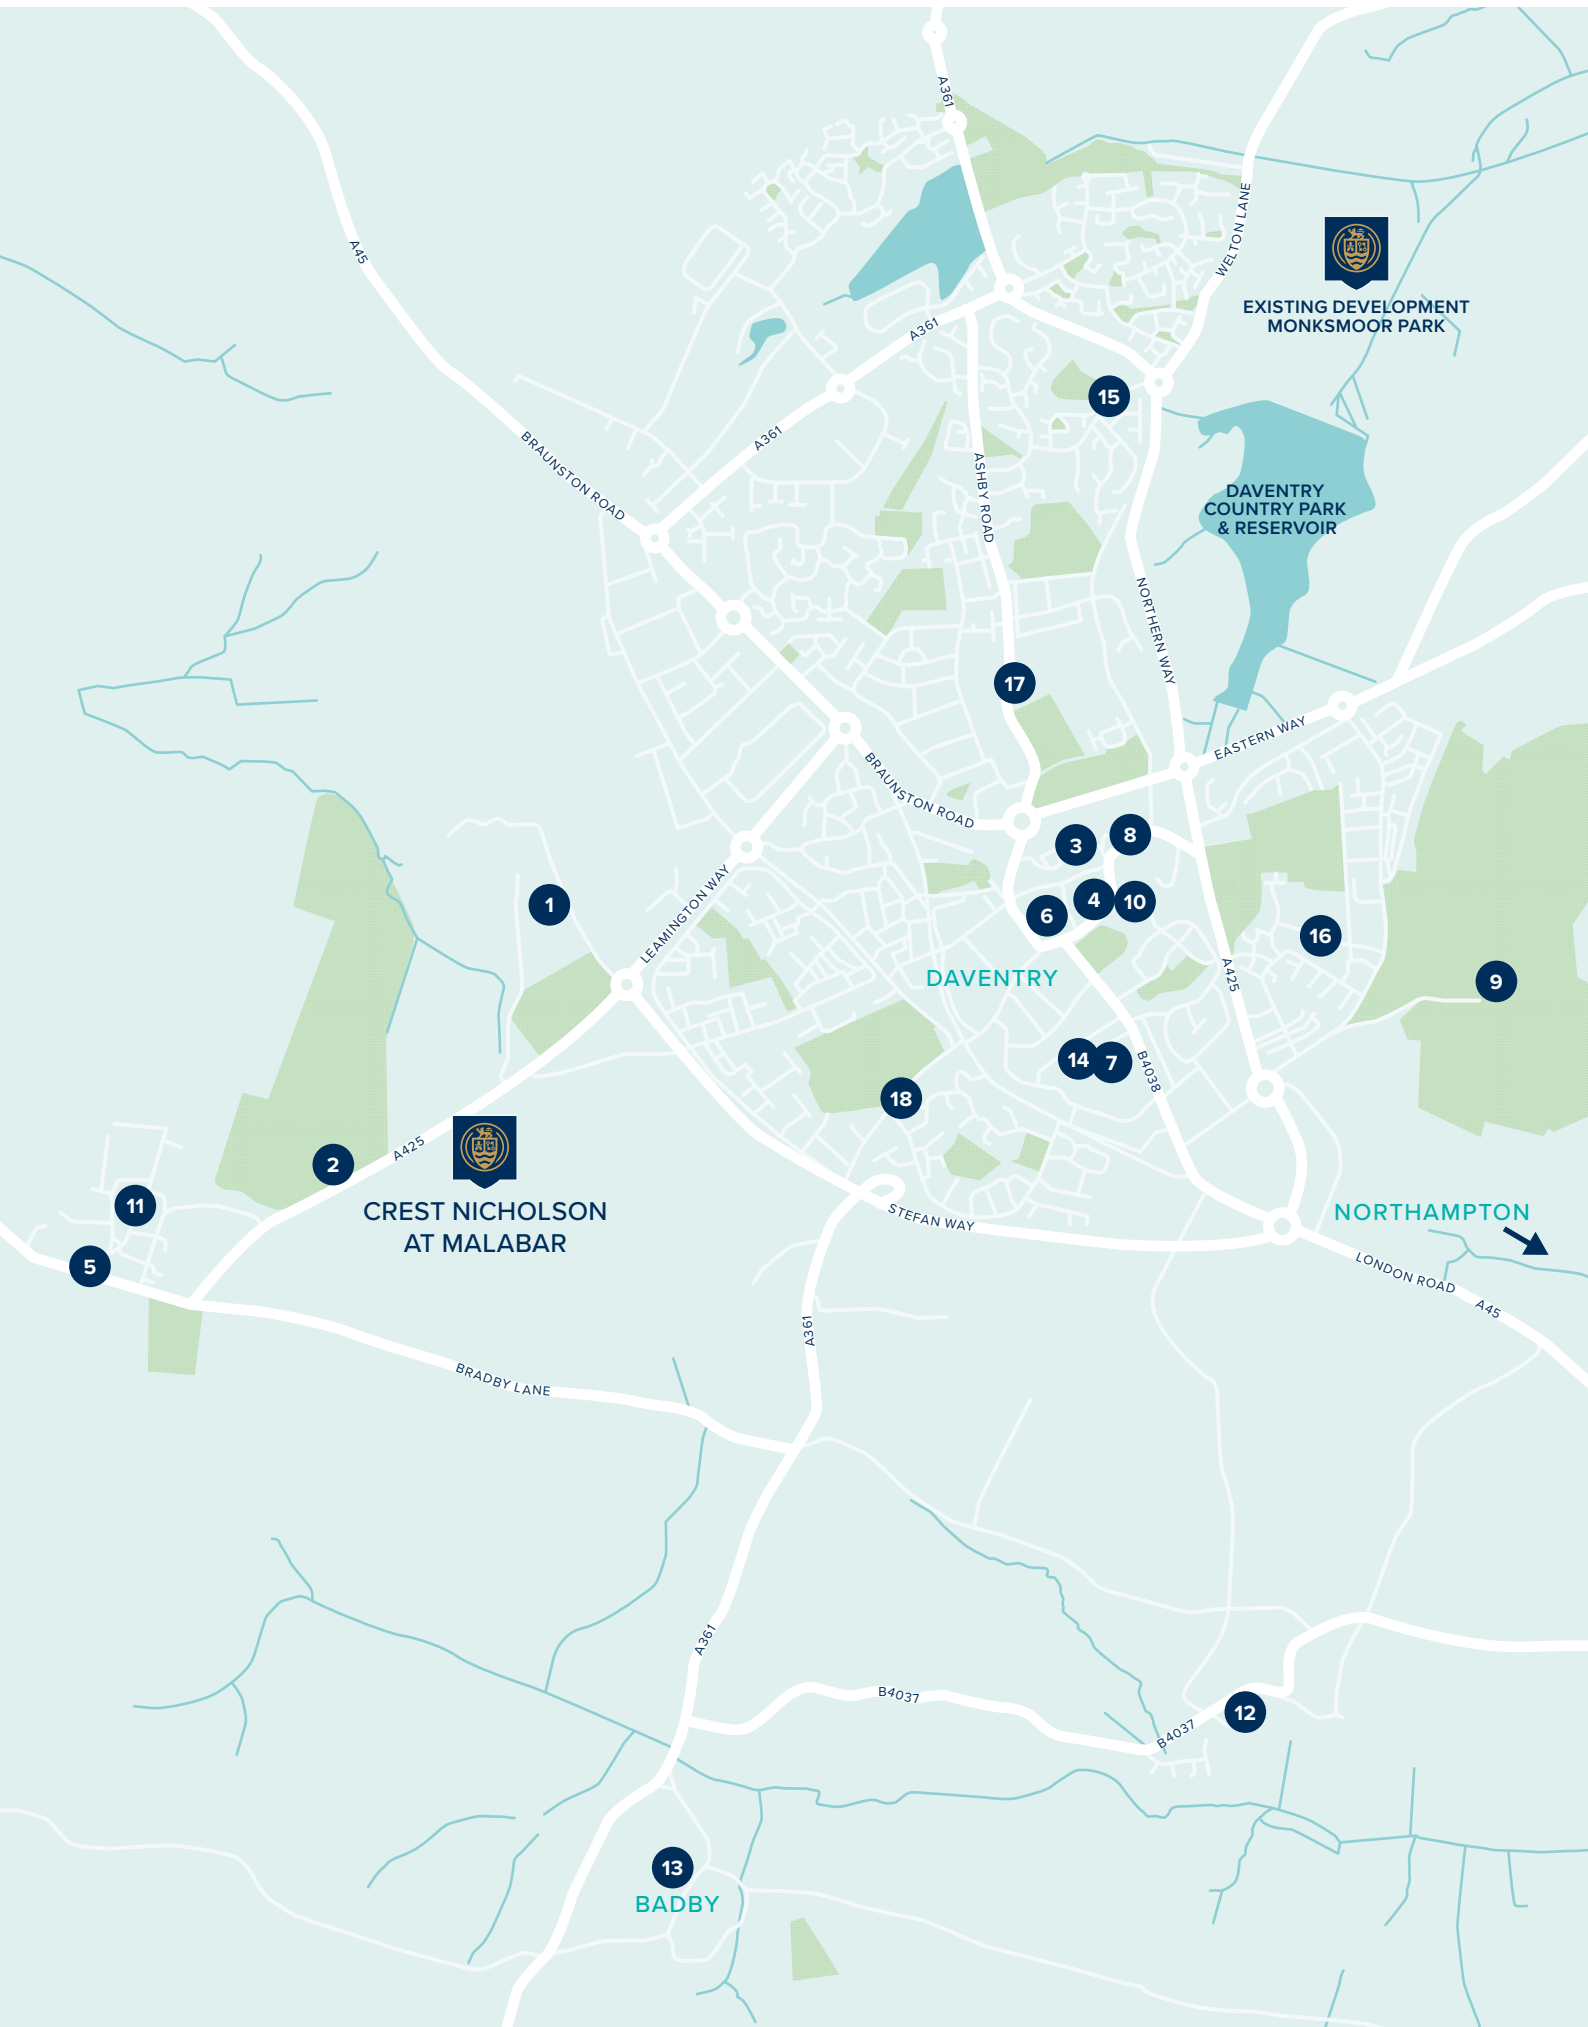 A361
WELTON LANE
A45
EXISTING DEVELOPMENT
MONKSMOOR PARK
A361
15
A361
BRAUNSTON ROAD
ASHBY ROAD
DAVENTRY
COUNTRY PARK
& RESERVOIR
NORTHERN WAY
17
EASTERN WAY
BRAUNSTON ROAD
3
8
1
LEAMINGTON WAY
6
4
10
16
DAVENTRY
A425
9
14
7
B4038
18
2
A425
11
CREST NICHOLSON
AT MALABAR
STEFAN WAY
NORTHAMPTON
5
LONDON ROAD
A45
A361
BRADBY LANE
A361
B4037
B4037
12
13
BADBY